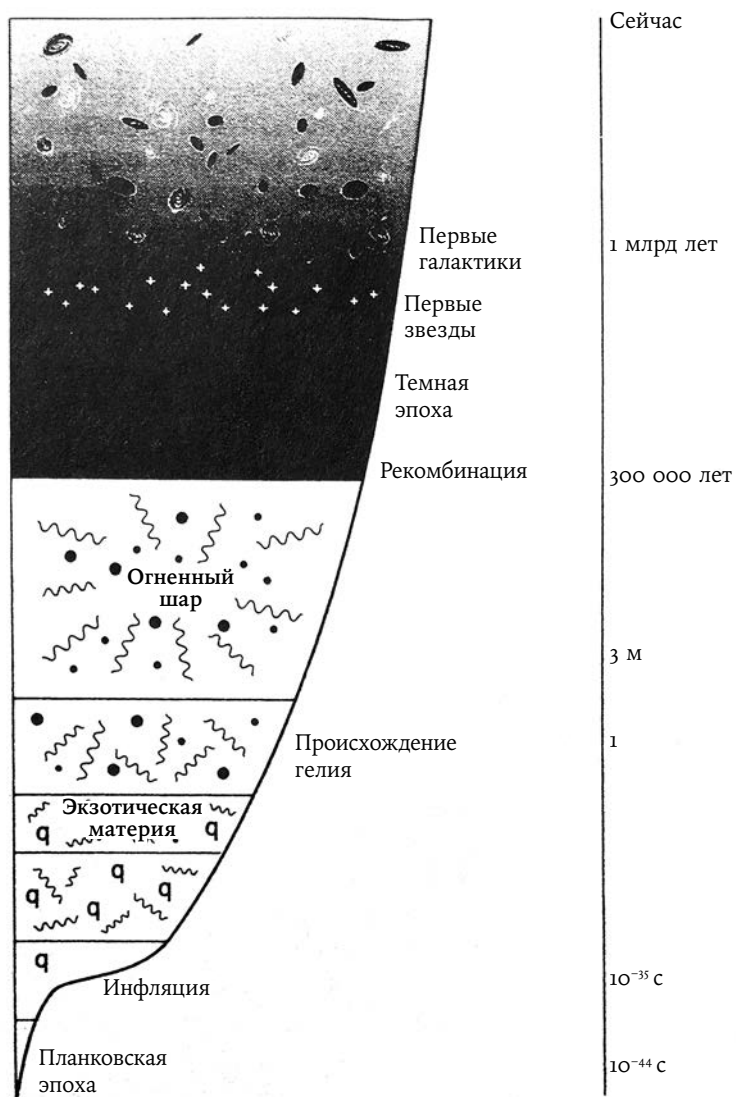 Сейчас
Первые
галактики
1 млрд лет
Первые
звезды
Темная
эпоха
Рекомбинация
300 000 лет
Огненный
шар
3 м
Происхождение
гелия
1
Экзотическая
материя
q
q
q
q
q
q
q
Инфляция
10⁻³⁵ с
Планковская
эпоха
10⁻⁴⁴ с